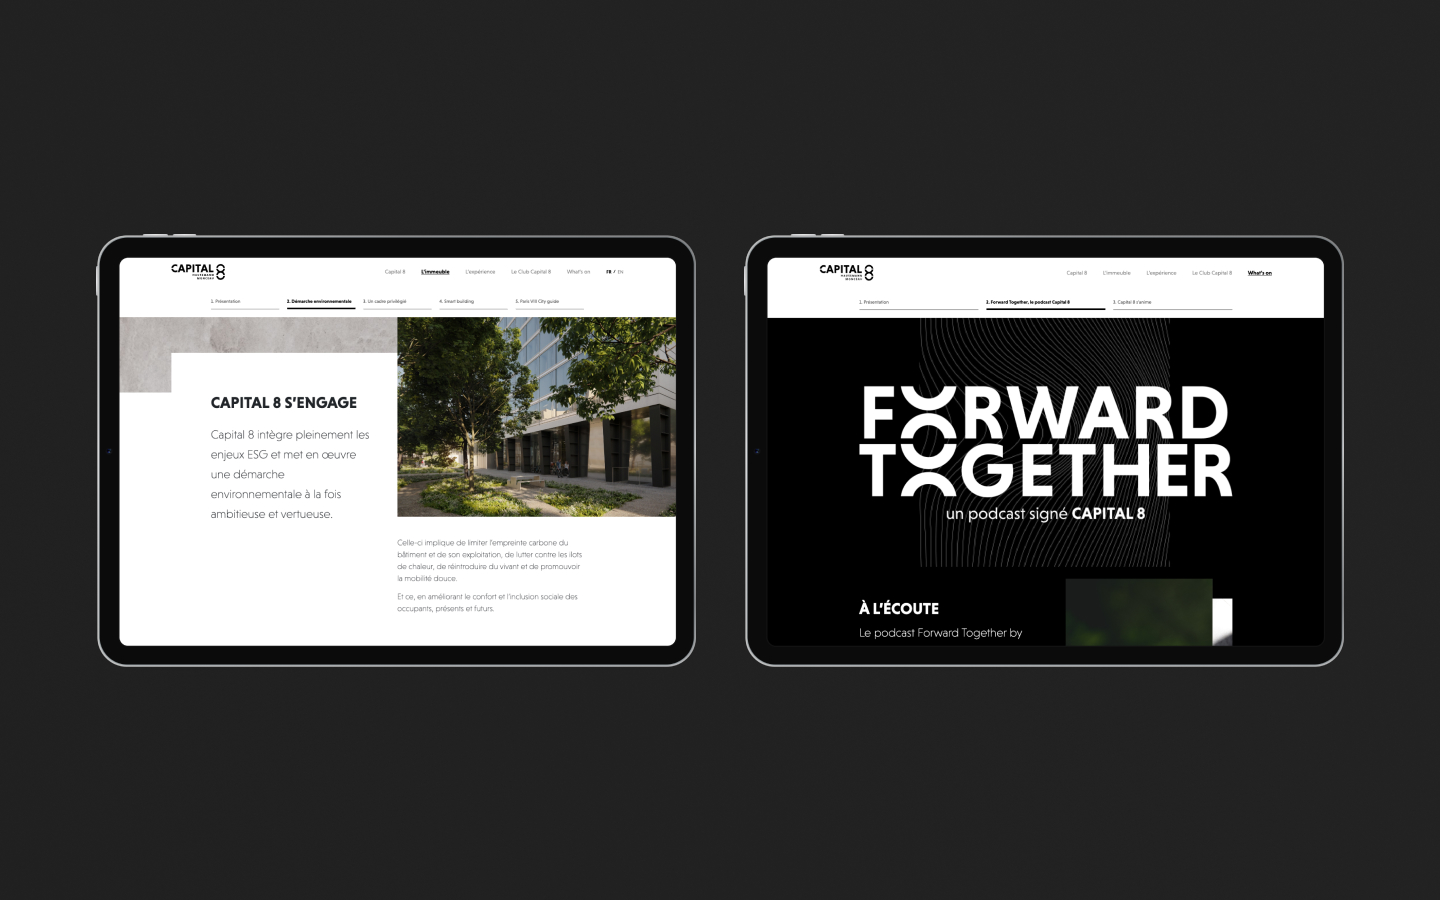 CAPITAL 8
HAUSSMANN
MONCEAU
Capital 8 L'immeuble L'expérience Le Club Capital 8 What's on FR / EN
1. Présentation 2. Démarche environnementale 3. Un cadre privilégié 4. Smart building 5. Paris VIII City guide
CAPITAL 8 S'ENGAGE
Capital 8 intègre pleinement les
enjeux ESG et met en œuvre
une démarche
environnementale à la fois
ambitieuse et vertueuse.
Celle-ci implique de limiter l'empreinte carbone du
bâtiment et de son exploitation, de lutter contre les îlots
de chaleur, de réintroduire du vivant et de promouvoir
la mobilité douce.
Et ce, en améliorant le confort et l'inclusion sociale des
occupants, présents et futurs.
CAPITAL 8
HAUSSMANN
MONCEAU
Capital 8 L'immeuble L'expérience Le Club Capital 8 What's on
1. Présentation 2. Forward Together, le podcast Capital 8 3. Capital 8 s'anime
FORWARD
TOGETHER
un podcast signé CAPITAL 8
À L'ÉCOUTE
Le podcast Forward Together by